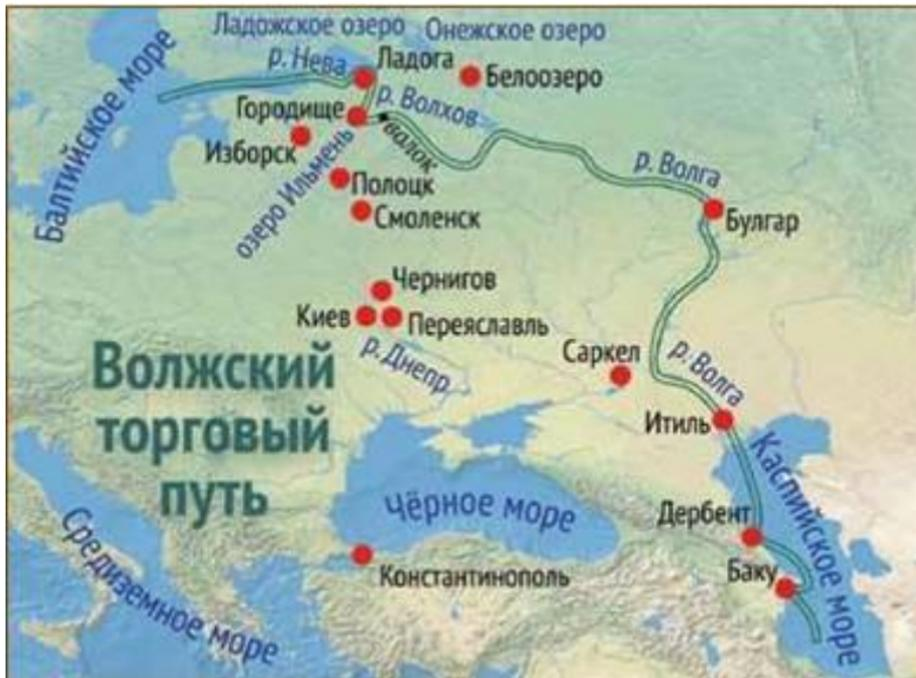 Ладожское озеро
Онежское озеро
р. Нева
Ладога
Белоозеро
Городище
р. Волхов
Изборск
волок
Балтийское море
озеро Ильмень
Полоцк
Смоленск
р. Волга
Булгар
Чернигов
Киев
Переяславль
р. Днепр
Саркел
р. Волга
Итиль
Волжский
торговый
путь
Каспийское море
Чёрное море
Дербент
Баку
Средиземное море
Константинополь